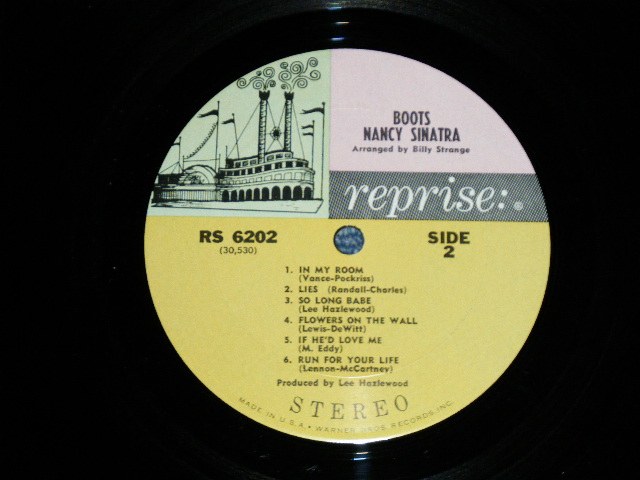 BOOTS
NANCY SINATRA
Arranged by Billy Strange
reprise:
RS 6202
(30,530)
SIDE
2
1. IN MY ROOM
(Vance-Pockriss)
2. LIES (Randall-Charles)
3. SO LONG BABE
(Lee Hazlewood)
4. FLOWERS ON THE WALL
(Lewis-DeWitt)
5. IF HE'D LOVE ME
(M. Eddy)
6. RUN FOR YOUR LIFE
(Lennon-McCartney)
Produced by Lee Hazlewood
STEREO
MADE IN U.S.A. • WARNER BROS. RECORDS, INC.